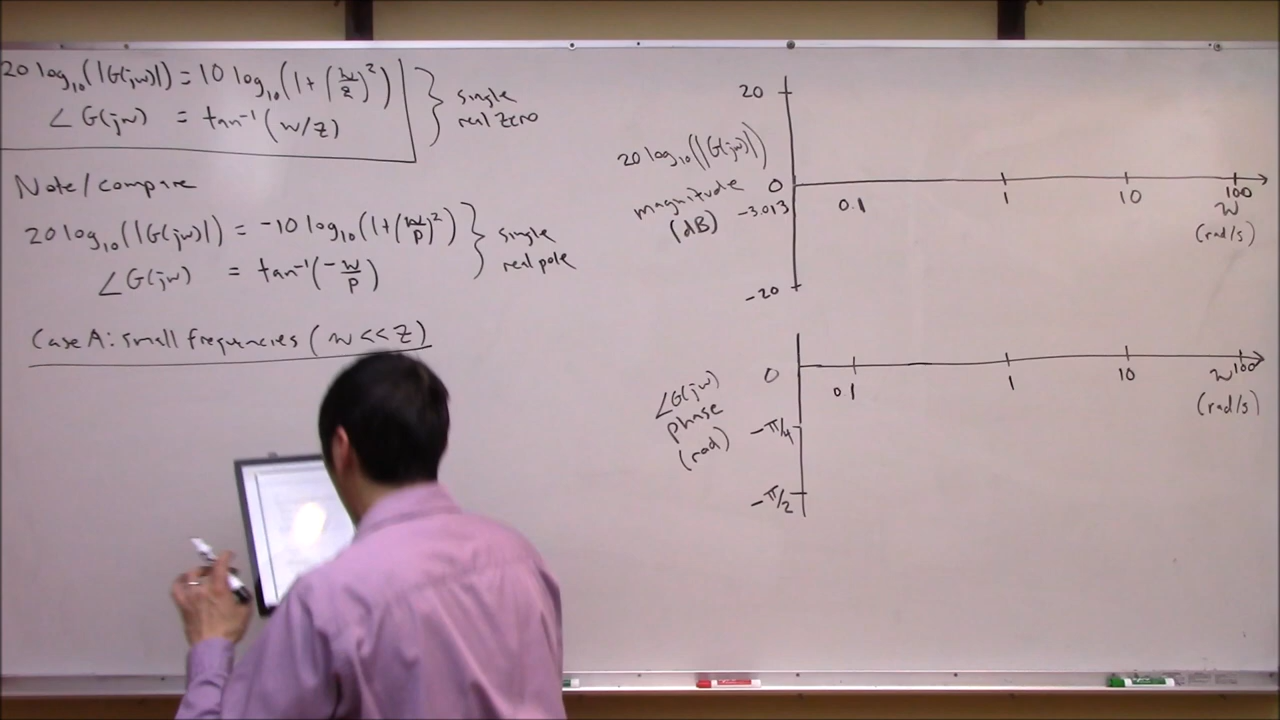 20 log₁₀(|G(jw)|) = 10 log₁₀(1+(w/z)²)
∠G(jw) = tan⁻¹(w/z)
} single
real zero
Note/compare
20 log₁₀(|G(jw)|) = -10 log₁₀(1+(w/p)²)
∠G(jw) = tan⁻¹(-w/p)
} single
real pole
Case A: small frequencies (w << z)
20
20 log₁₀(|G(jw)|)
magnitude
(dB)
0
-3.013
-20
0.1
1
10
100
w
(rad/s)
∠G(jw)
phase
(rad)
0
-π/4
-π/2
0.1
1
10
100
w
(rad/s)